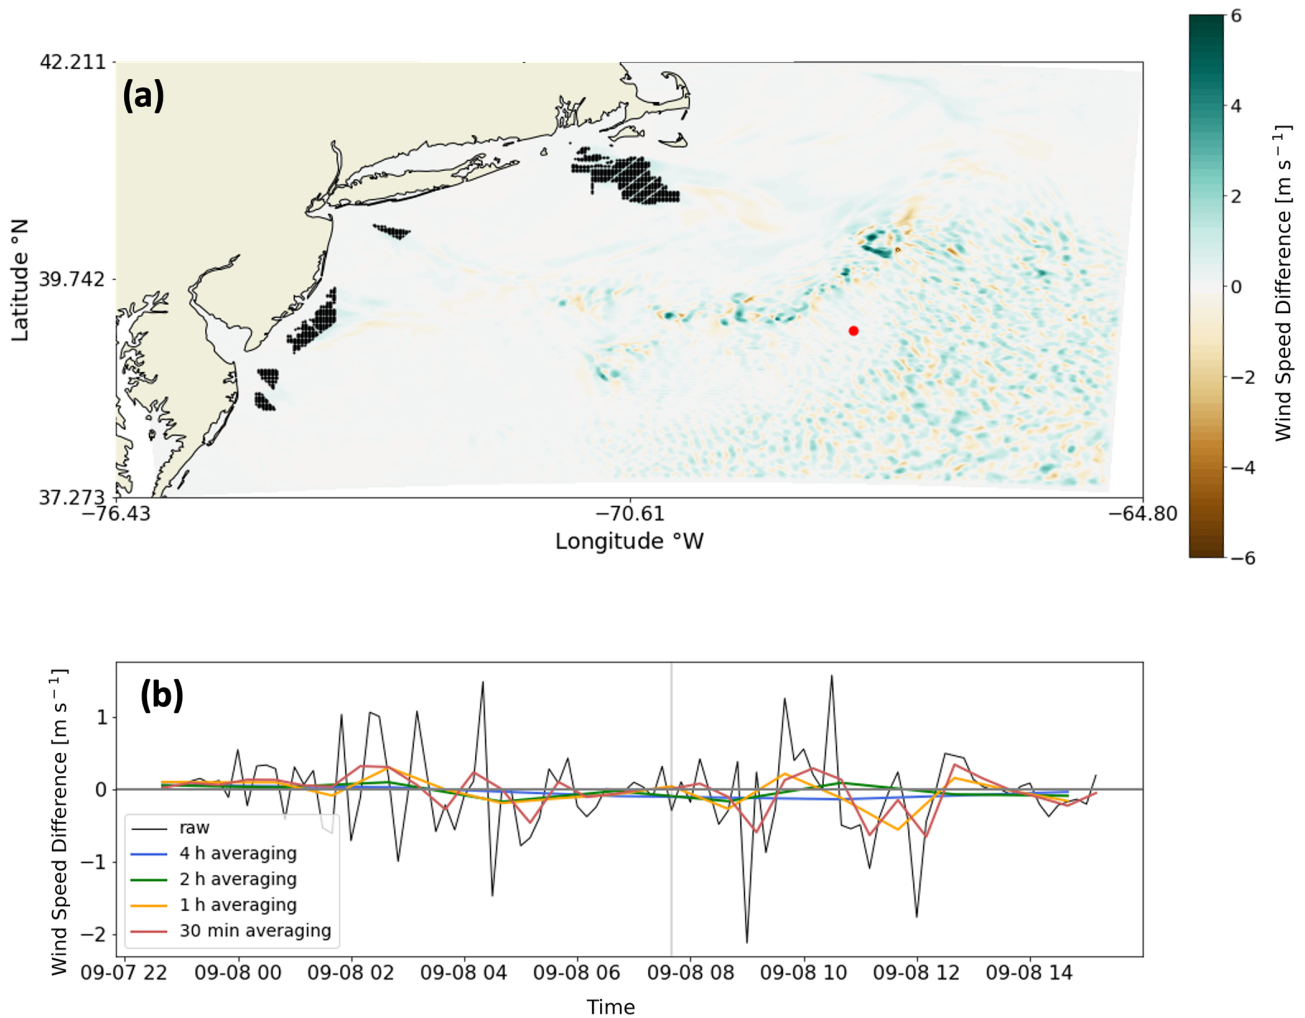 (a)
42.211
39.742
37.273
Latitude °N
−76.43
−70.61
−64.80
Longitude °W
6
4
2
0
−2
−4
−6
Wind Speed Difference [m s⁻¹]
(b)
1
0
−1
−2
Wind Speed Difference [m s⁻¹]
raw
4 h averaging
2 h averaging
1 h averaging
30 min averaging
09-07 22
09-08 00
09-08 02
09-08 04
09-08 06
09-08 08
09-08 10
09-08 12
09-08 14
Time